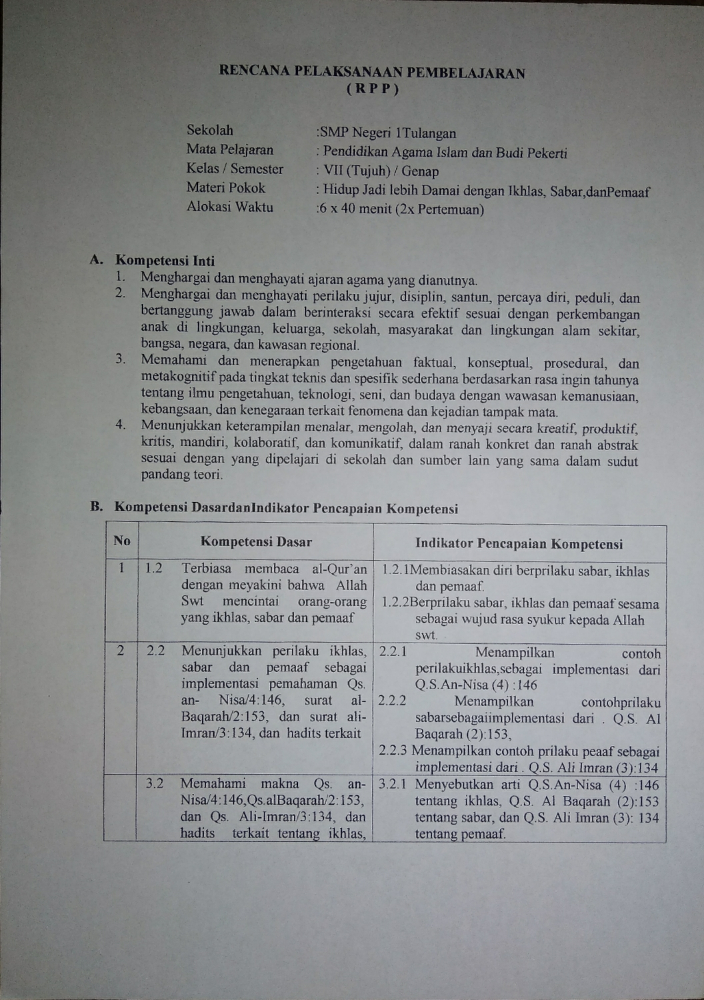 RENCANA PELAKSANAAN PEMBELAJARAN
( R P P )
Sekolah :SMP Negeri 1Tulangan
Mata Pelajaran : Pendidikan Agama Islam dan Budi Pekerti
Kelas / Semester : VII (Tujuh) / Genap
Materi Pokok : Hidup Jadi lebih Damai dengan Ikhlas, Sabar,danPemaaf
Alokasi Waktu :6 x 40 menit (2x Pertemuan)
A. Kompetensi Inti
1. Menghargai dan menghayati ajaran agama yang dianutnya.
2. Menghargai dan menghayati perilaku jujur, disiplin, santun, percaya diri, peduli, dan
bertanggung jawab dalam berinteraksi secara efektif sesuai dengan perkembangan
anak di lingkungan, keluarga, sekolah, masyarakat dan lingkungan alam sekitar,
bangsa, negara, dan kawasan regional.
3. Memahami dan menerapkan pengetahuan faktual, konseptual, prosedural, dan
metakognitif pada tingkat teknis dan spesifik sederhana berdasarkan rasa ingin tahunya
tentang ilmu pengetahuan, teknologi, seni, dan budaya dengan wawasan kemanusiaan,
kebangsaan, dan kenegaraan terkait fenomena dan kejadian tampak mata.
4. Menunjukkan keterampilan menalar, mengolah, dan menyaji secara kreatif, produktif,
kritis, mandiri, kolaboratif, dan komunikatif, dalam ranah konkret dan ranah abstrak
sesuai dengan yang dipelajari di sekolah dan sumber lain yang sama dalam sudut
pandang teori.
B. Kompetensi DasardanIndikator Pencapaian Kompetensi
No Kompetensi Dasar Indikator Pencapaian Kompetensi
1 1.2 Terbiasa membaca al-Qur'an
dengan meyakini bahwa Allah
Swt mencintai orang-orang
yang ikhlas, sabar dan pemaaf
1.2.1Membiasakan diri berprilaku sabar, ikhlas
dan pemaaf.
1.2.2Berprilaku sabar, ikhlas dan pemaaf sesama
sebagai wujud rasa syukur kepada Allah
swt.
2 2.2 Menunjukkan perilaku ikhlas,
sabar dan pemaaf sebagai
implementasi pemahaman Qs.
an- Nisa/4:146, surat al-
Baqarah/2:153, dan surat ali-
Imran/3:134, dan hadits terkait
2.2.1 Menampilkan contoh
perilakuikhlas,sebagai implementasi dari
Q.S.An-Nisa (4) :146
2.2.2 Menampilkan contohprilaku
sabarsebagaiimplementasi dari . Q.S. Al
Baqarah (2):153,
2.2.3 Menampilkan contoh prilaku peaaf sebagai
implementasi dari . Q.S. Ali Imran (3):134
3.2 Memahami makna Qs. an-
Nisa/4:146,Qs.alBaqarah/2:153,
dan Qs. Ali-Imran/3:134, dan
hadits terkait tentang ikhlas,
3.2.1 Menyebutkan arti Q.S.An-Nisa (4) :146
tentang ikhlas, Q.S. Al Baqarah (2):153
tentang sabar, dan Q.S. Ali Imran (3): 134
tentang pemaaf.